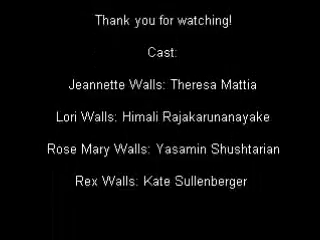 Thank you for watching!
Cast:
Jeannette Walls: Theresa Mattia
Lori Walls: Himali Rajakarunanayake
Rose Mary Walls: Yasamin Shushtarian
Rex Walls: Kate Sullenberger